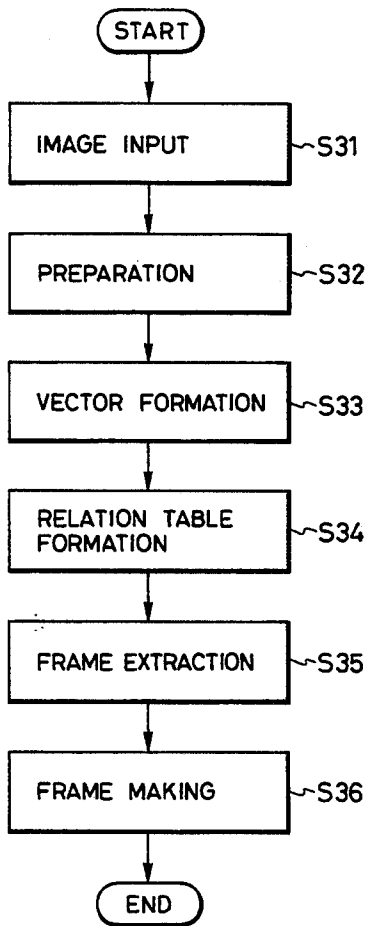 START
IMAGE INPUT
S31
PREPARATION
S32
VECTOR FORMATION
S33
RELATION TABLE
FORMATION
S34
FRAME EXTRACTION
S35
FRAME MAKING
S36
END